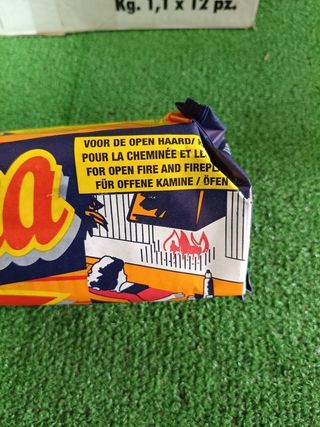 Kg. 1,1 x 12 pz.
VOOR DE OPEN HAARD/
POUR LA CHEMINÉE ET LE
FOR OPEN FIRE AND FIREPL
FÜR OFFENE KAMINE / ÖFEN
a